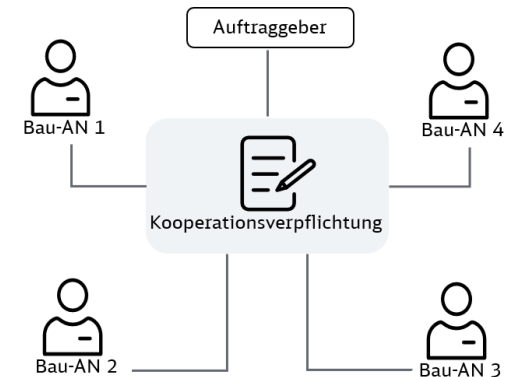 Auftraggeber
Bau-AN 1
Bau-AN 4
Kooperationsverpflichtung
Bau-AN 2
Bau-AN 3